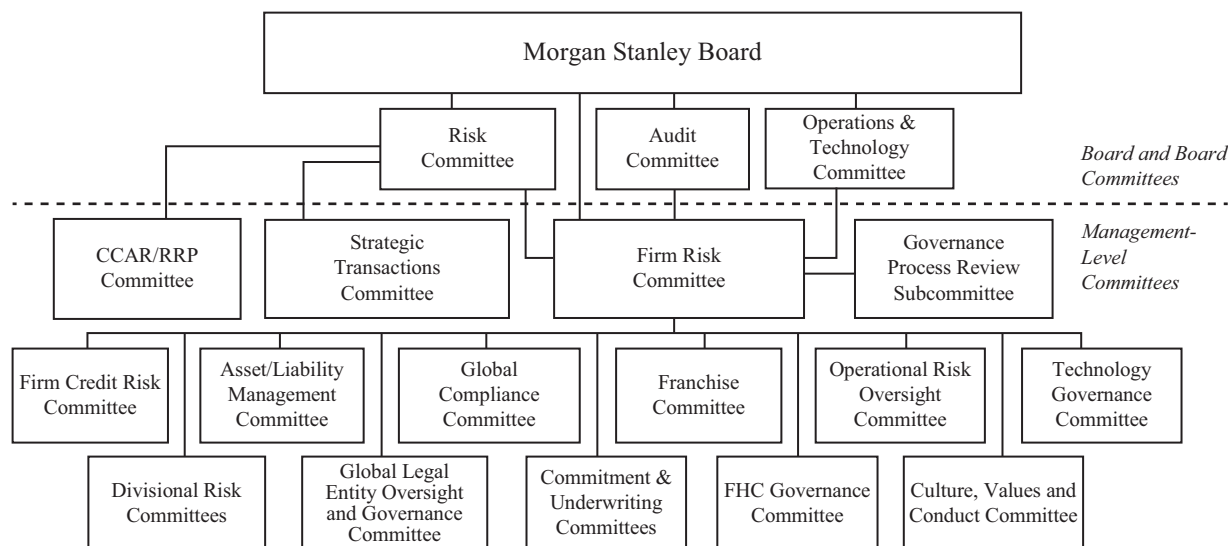 Morgan Stanley Board
Risk
Committee
Audit
Committee
Operations &
Technology
Committee
Board and Board
Committees
CCAR/RRP
Committee
Strategic
Transactions
Committee
Firm Risk
Committee
Governance
Process Review
Subcommittee
Management-
Level
Committees
Firm Credit Risk
Committee
Asset/Liability
Management
Committee
Global
Compliance
Committee
Franchise
Committee
Operational Risk
Oversight
Committee
Technology
Governance
Committee
Divisional Risk
Committees
Global Legal
Entity Oversight
and Governance
Committee
Commitment &
Underwriting
Committees
FHC Governance
Committee
Culture, Values and
Conduct Committee